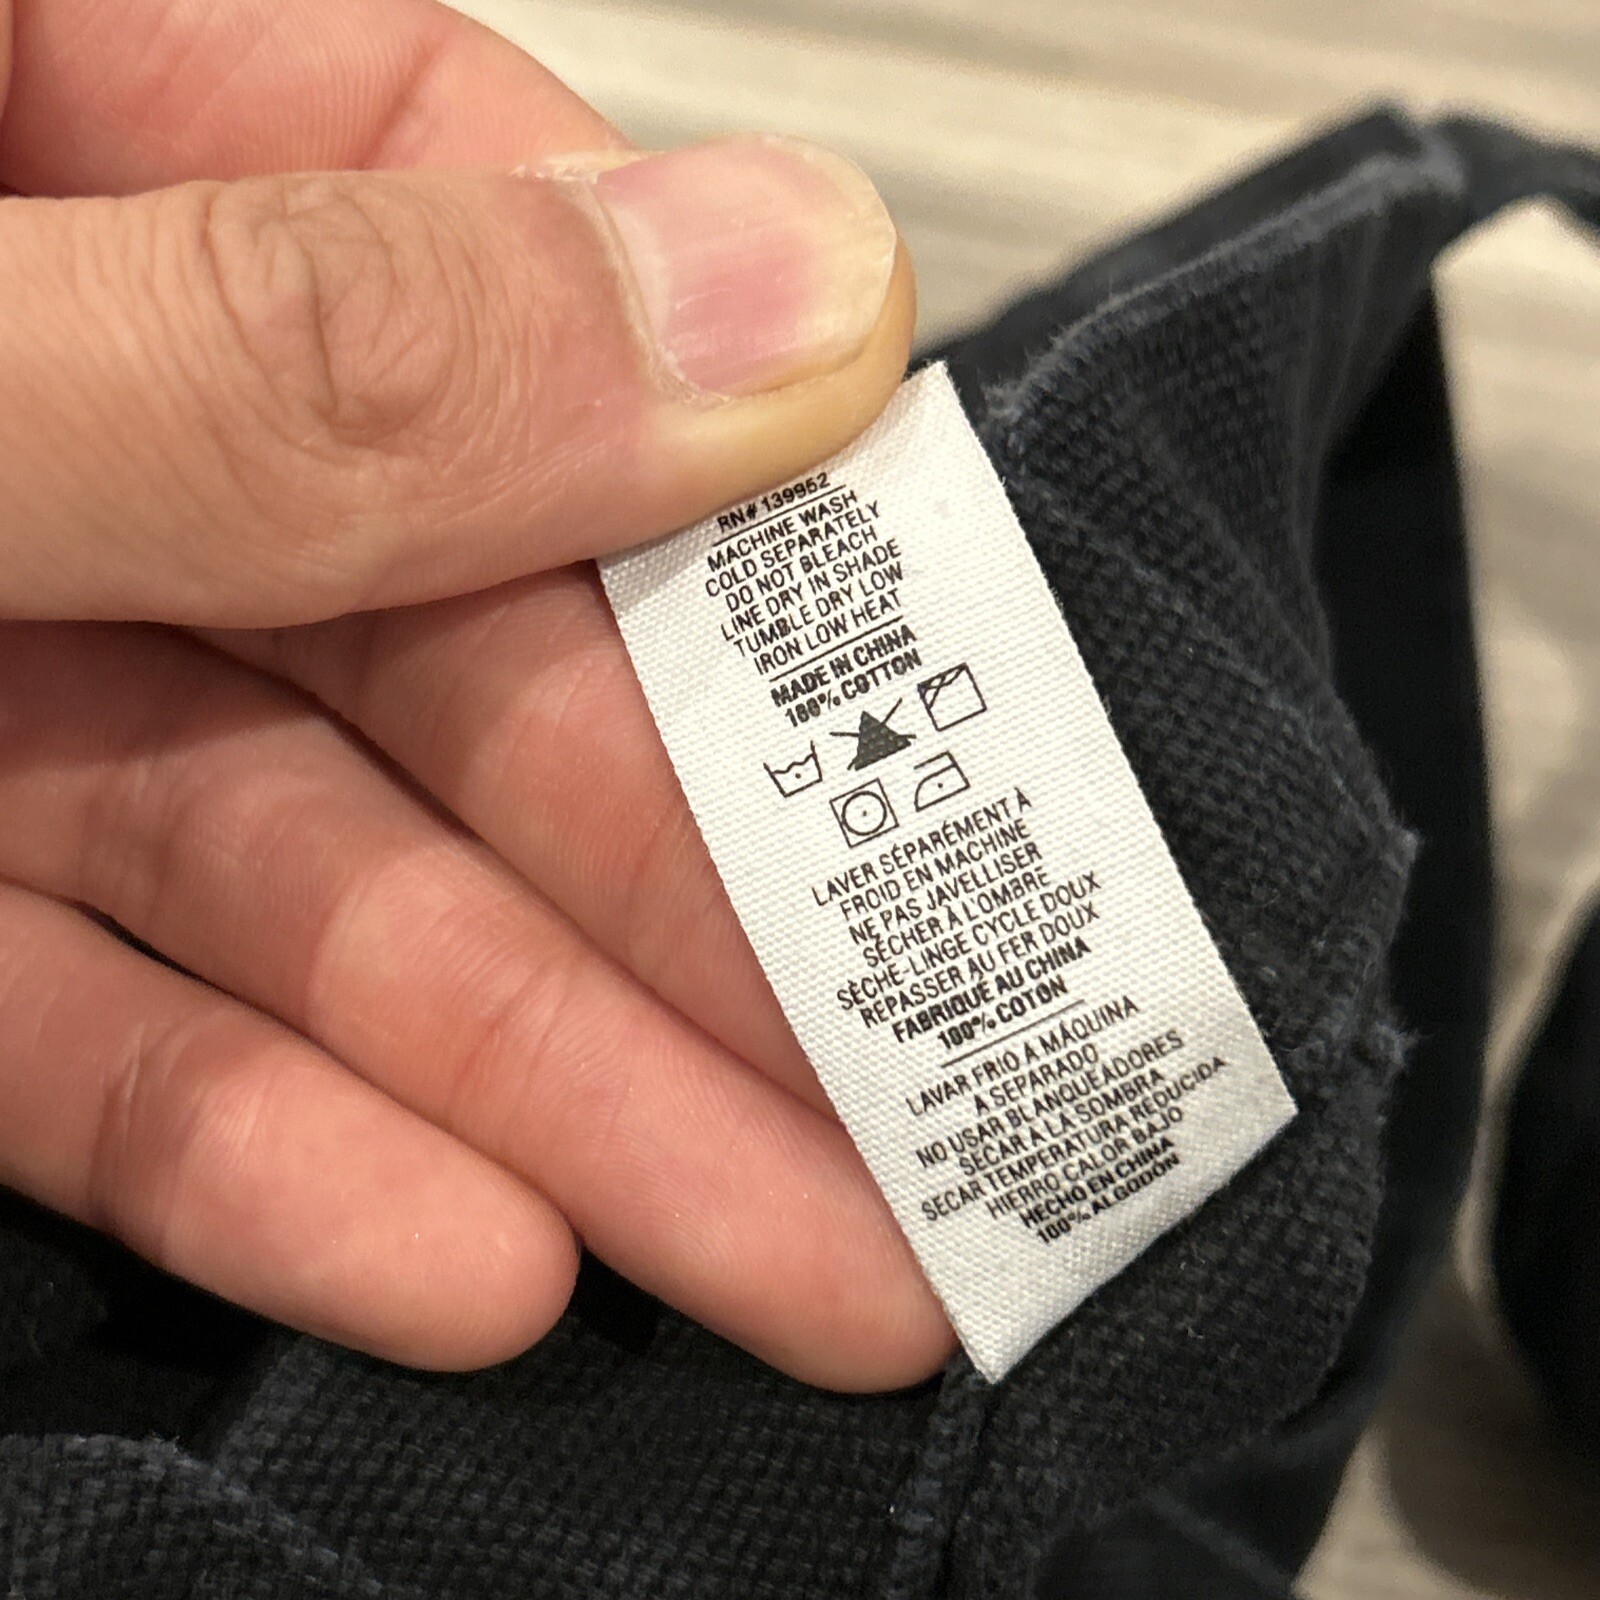 RN# 139952
MACHINE WASH
COLD SEPARATELY
DO NOT BLEACH
LINE DRY IN SHADE
TUMBLE DRY LOW
IRON LOW HEAT
MADE IN CHINA
100% COTTON
LAVER SÉPARÉMENT À
FROID EN MACHINE
NE PAS JAVELLISER
SÉCHER À L'OMBRE
SÈCHE-LINGE CYCLE DOUX
RÉPASSER AU FER DOUX
FABRIQUÉ AU CHINA
100% COTON
LAVAR FRIO A MÁQUINA
A SEPARADO
NO USAR BLANQUEADORES
SECAR A LA SOMBRA
SECAR TEMPERATURA REDUCIDA
HIERRO CALOR BAJO
HECHO EN CHINA
100% ALGODÓN